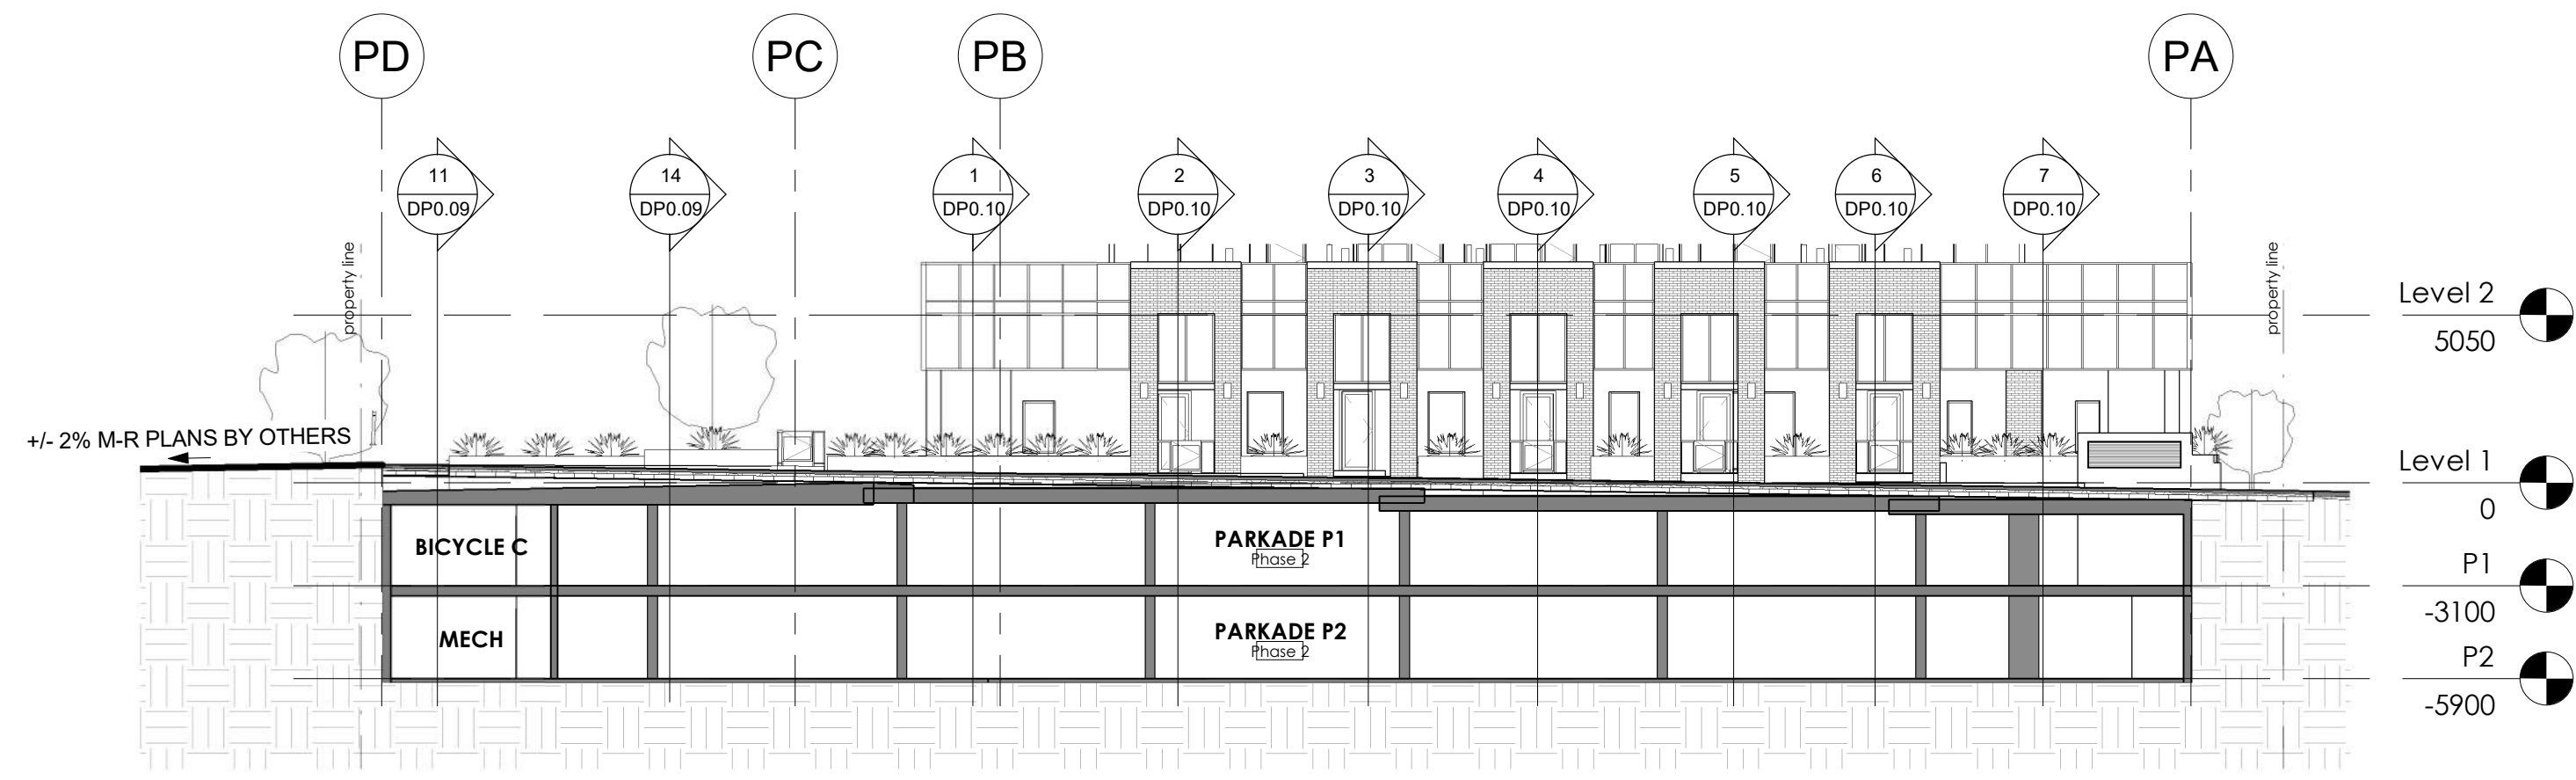 PD
PC
PB
PA
11
DP0.09
14
DP0.09
1
DP0.10
2
DP0.10
3
DP0.10
4
DP0.10
5
DP0.10
6
DP0.10
7
DP0.10
property line
property line
Level 2
5050
+/- 2% M-R PLANS BY OTHERS
Level 1
0
BICYCLE C
PARKADE P1
Phase 2
P1
-3100
MECH
PARKADE P2
Phase 2
P2
-5900